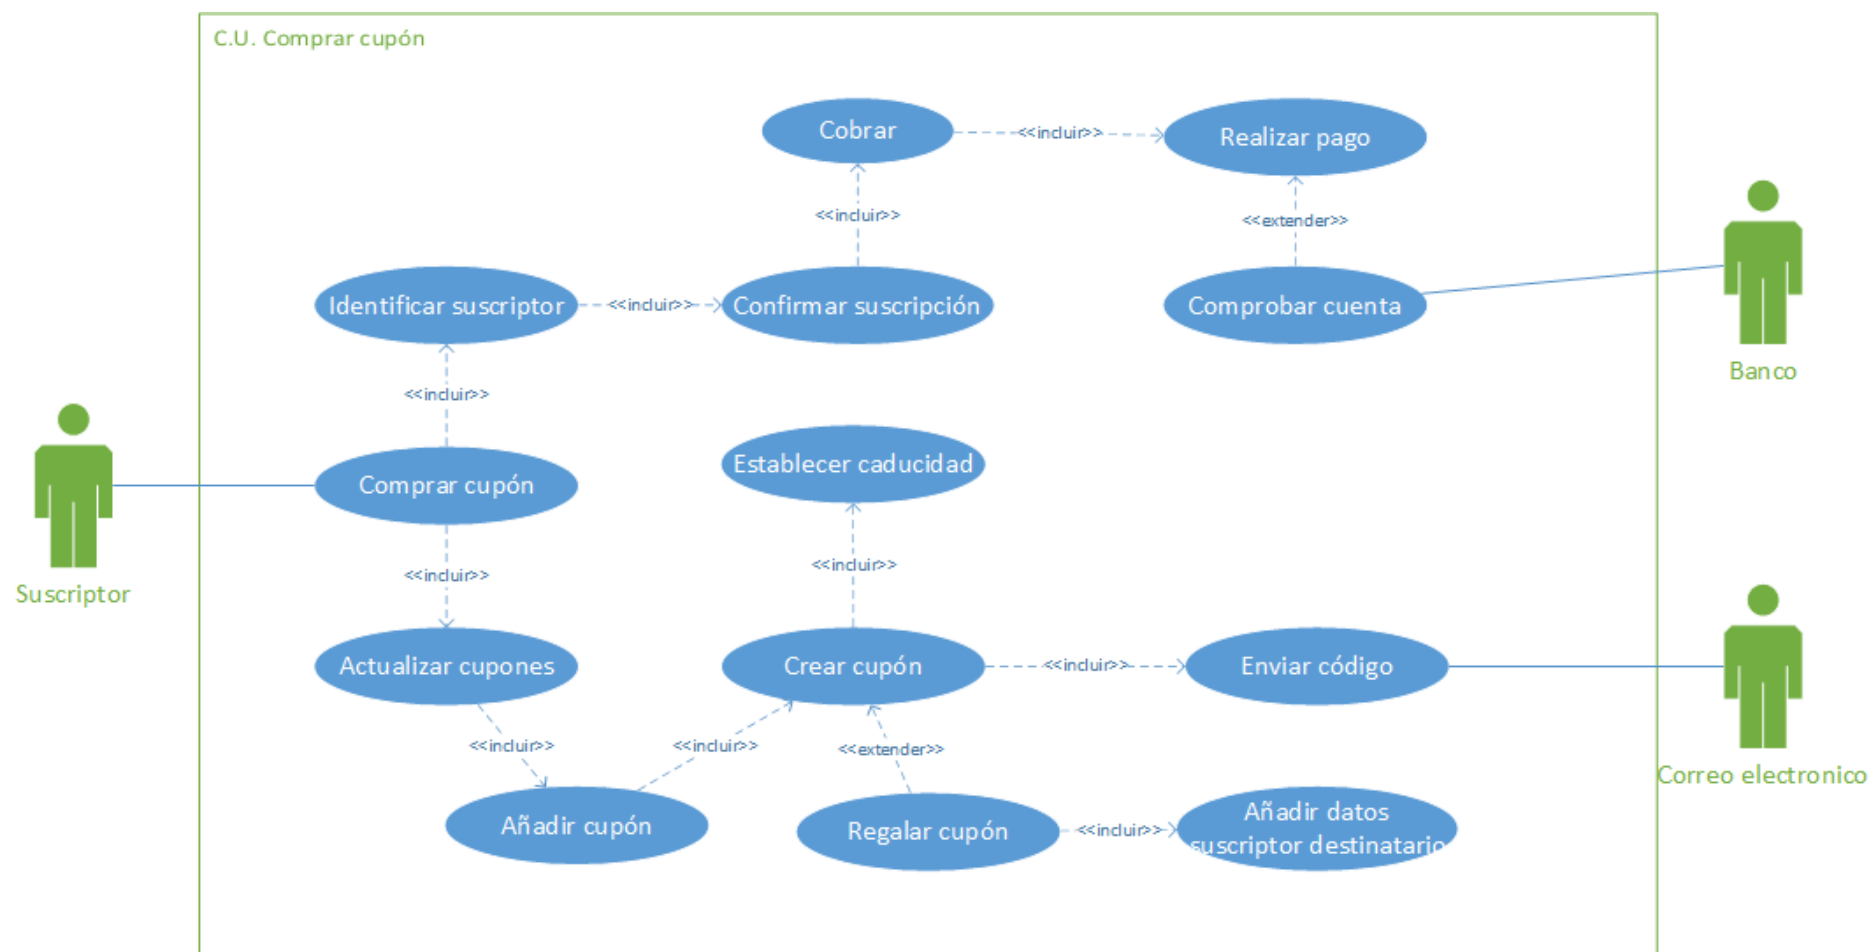 C.U. Comprar cupón
Cobrar
<<incluir>>
Realizar pago
<<incluir>>
<<extender>>
Identificar suscriptor
<<incluir>>
Confirmar suscripción
Comprobar cuenta
Banco
<<incluir>>
Establecer caducidad
Comprar cupón
<<incluir>>
<<incluir>>
Suscriptor
Actualizar cupones
Crear cupón
<<incluir>>
Enviar código
<<incluir>>
<<incluir>>
<<extender>>
Correo electronico
Añadir cupón
Regalar cupón
<<incluir>>
Añadir datos
suscriptor destinatario